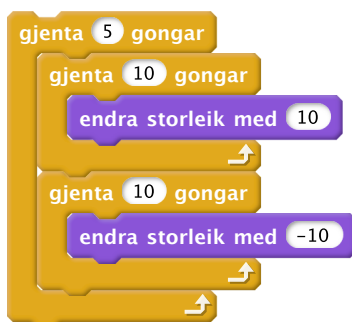 gjenta 5 gongar
gjenta 10 gongar
endra storleik med 10
gjenta 10 gongar
endra storleik med -10